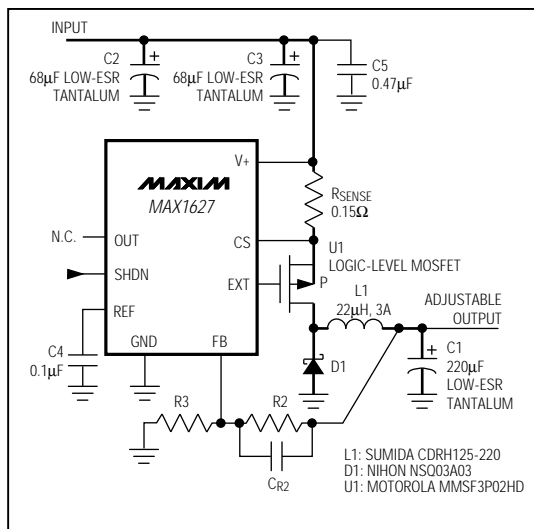 INPUT
C2
68µF LOW-ESR
TANTALUM
C3
68µF LOW-ESR
TANTALUM
C5
0.47µF
V+
MAXIM
MAX1627
RSENSE
0.15Ω
N.C.
OUT
CS
U1
LOGIC-LEVEL MOSFET
SHDN
EXT
P
L1
22µH, 3A
ADJUSTABLE
OUTPUT
REF
GND
FB
C4
0.1µF
D1
C1
220µF
LOW-ESR
TANTALUM
R3
R2
CR2
L1: SUMIDA CDRH125-220
D1: NIHON NSQ03A03
U1: MOTOROLA MMSF3P02HD